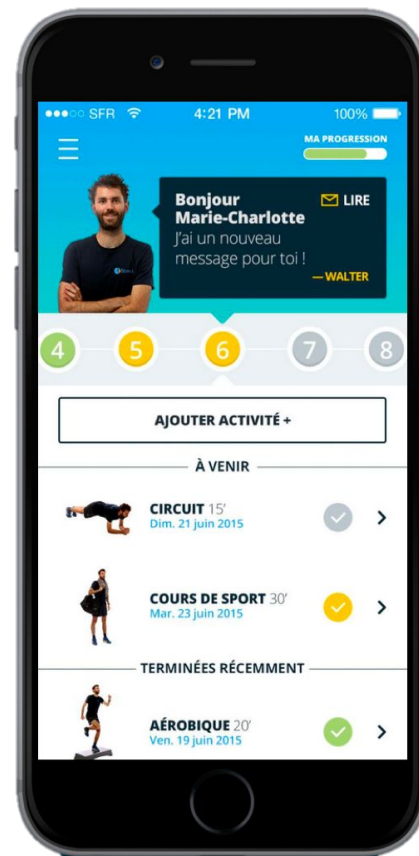 SFR 4:21 PM 100%
MA PROGRESSION
Bonjour LIRE
Marie-Charlotte
J'ai un nouveau
message pour toi !
— WALTER
4 5 6 7 8
AJOUTER ACTIVITÉ +
À VENIR
CIRCUIT 15'
Dim. 21 juin 2015
COURS DE SPORT 30'
Mar. 23 juin 2015
TERMINÉES RÉCEMMENT
AÉROBIQUE 20'
Ven. 19 juin 2015